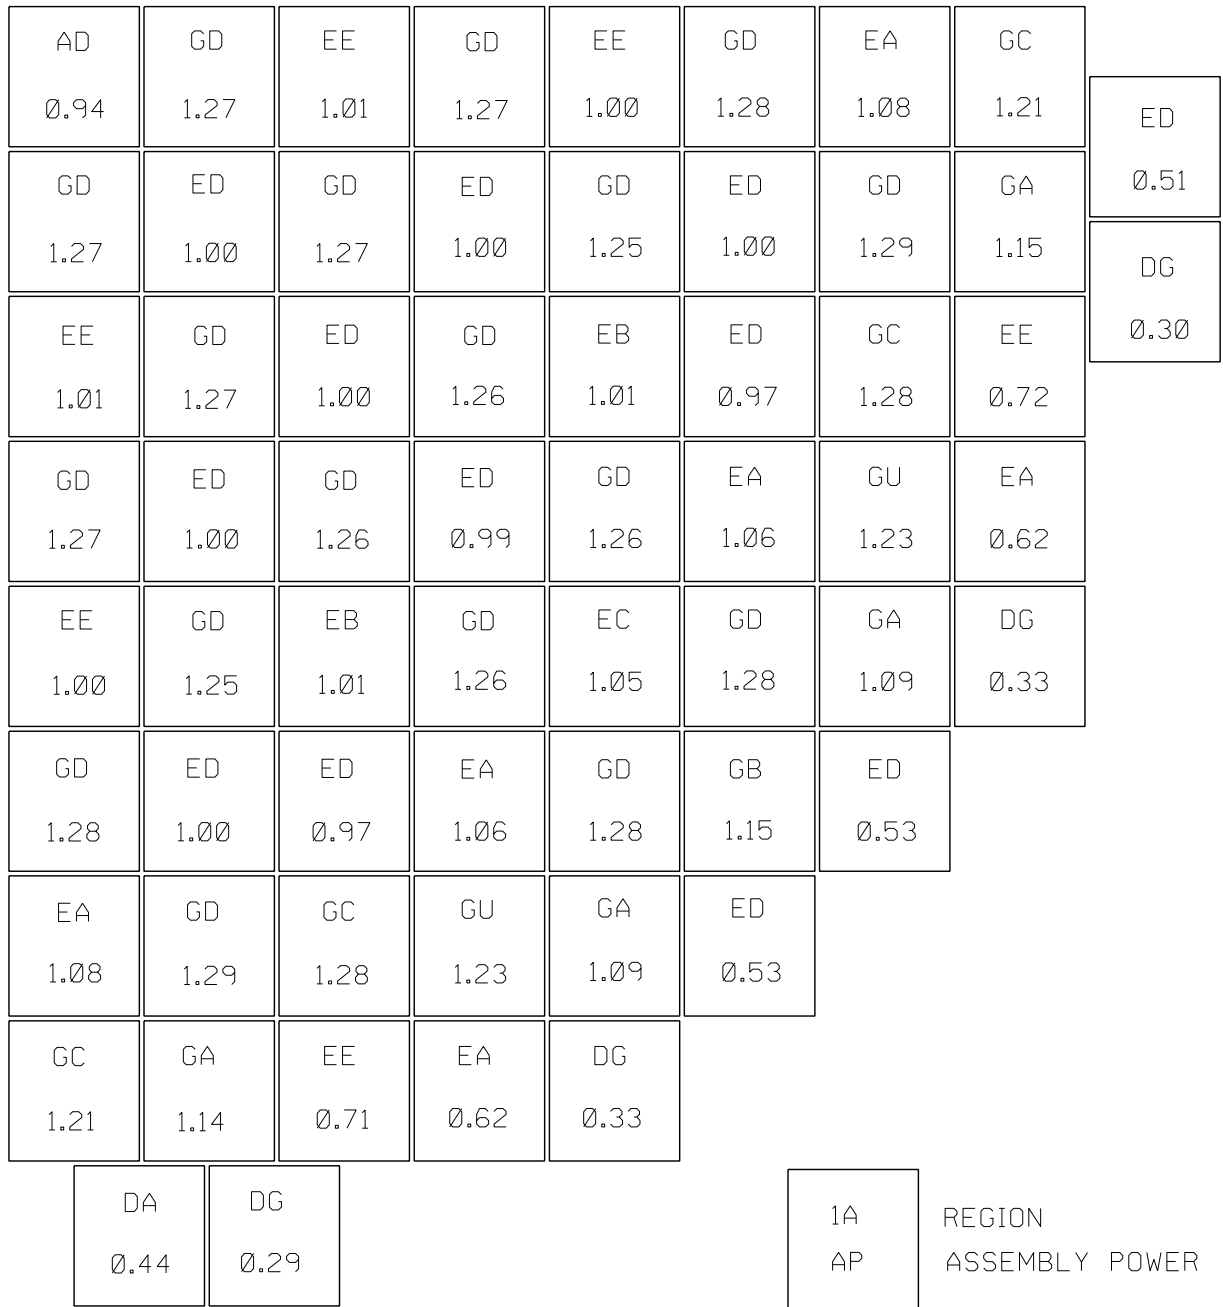 AD GD EE GD EE GD EA GC
0.94 1.27 1.01 1.27 1.00 1.28 1.08 1.21
ED
0.51
GD ED GD ED GD ED GD GA
1.27 1.00 1.27 1.00 1.25 1.00 1.29 1.15
DG
0.30
EE GD ED GD EB ED GC EE
1.01 1.27 1.00 1.26 1.01 0.97 1.28 0.72
GD ED GD ED GD EA GU EA
1.27 1.00 1.26 0.99 1.26 1.06 1.23 0.62
EE GD EB GD EC GD GA DG
1.00 1.25 1.01 1.26 1.05 1.28 1.09 0.33
GD ED ED EA GD GB ED
1.28 1.00 0.97 1.06 1.28 1.15 0.53
EA GD GC GU GA ED
1.08 1.29 1.28 1.23 1.09 0.53
GC GA EE EA DG
1.21 1.14 0.71 0.62 0.33
DA DG
0.44 0.29
1A REGION
AP ASSEMBLY POWER